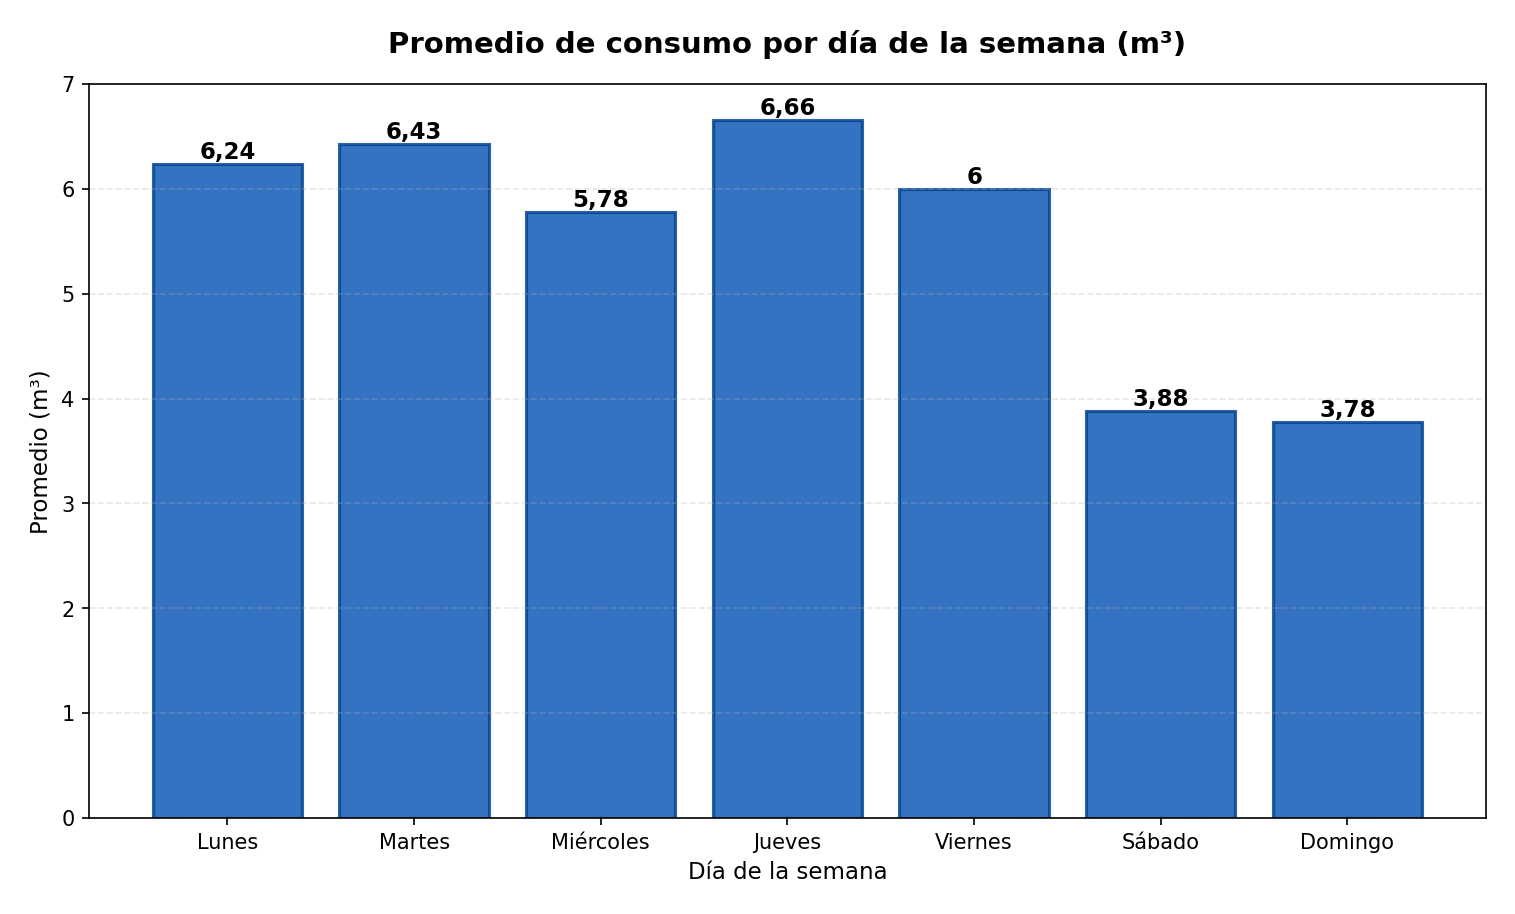 Promedio de consumo por día de la semana (m³)
Promedio (m³)
7
6
5
4
3
2
1
0
6,24
6,43
5,78
6,66
6
3,88
3,78
Lunes
Martes
Miércoles
Jueves
Viernes
Sábado
Domingo
Día de la semana